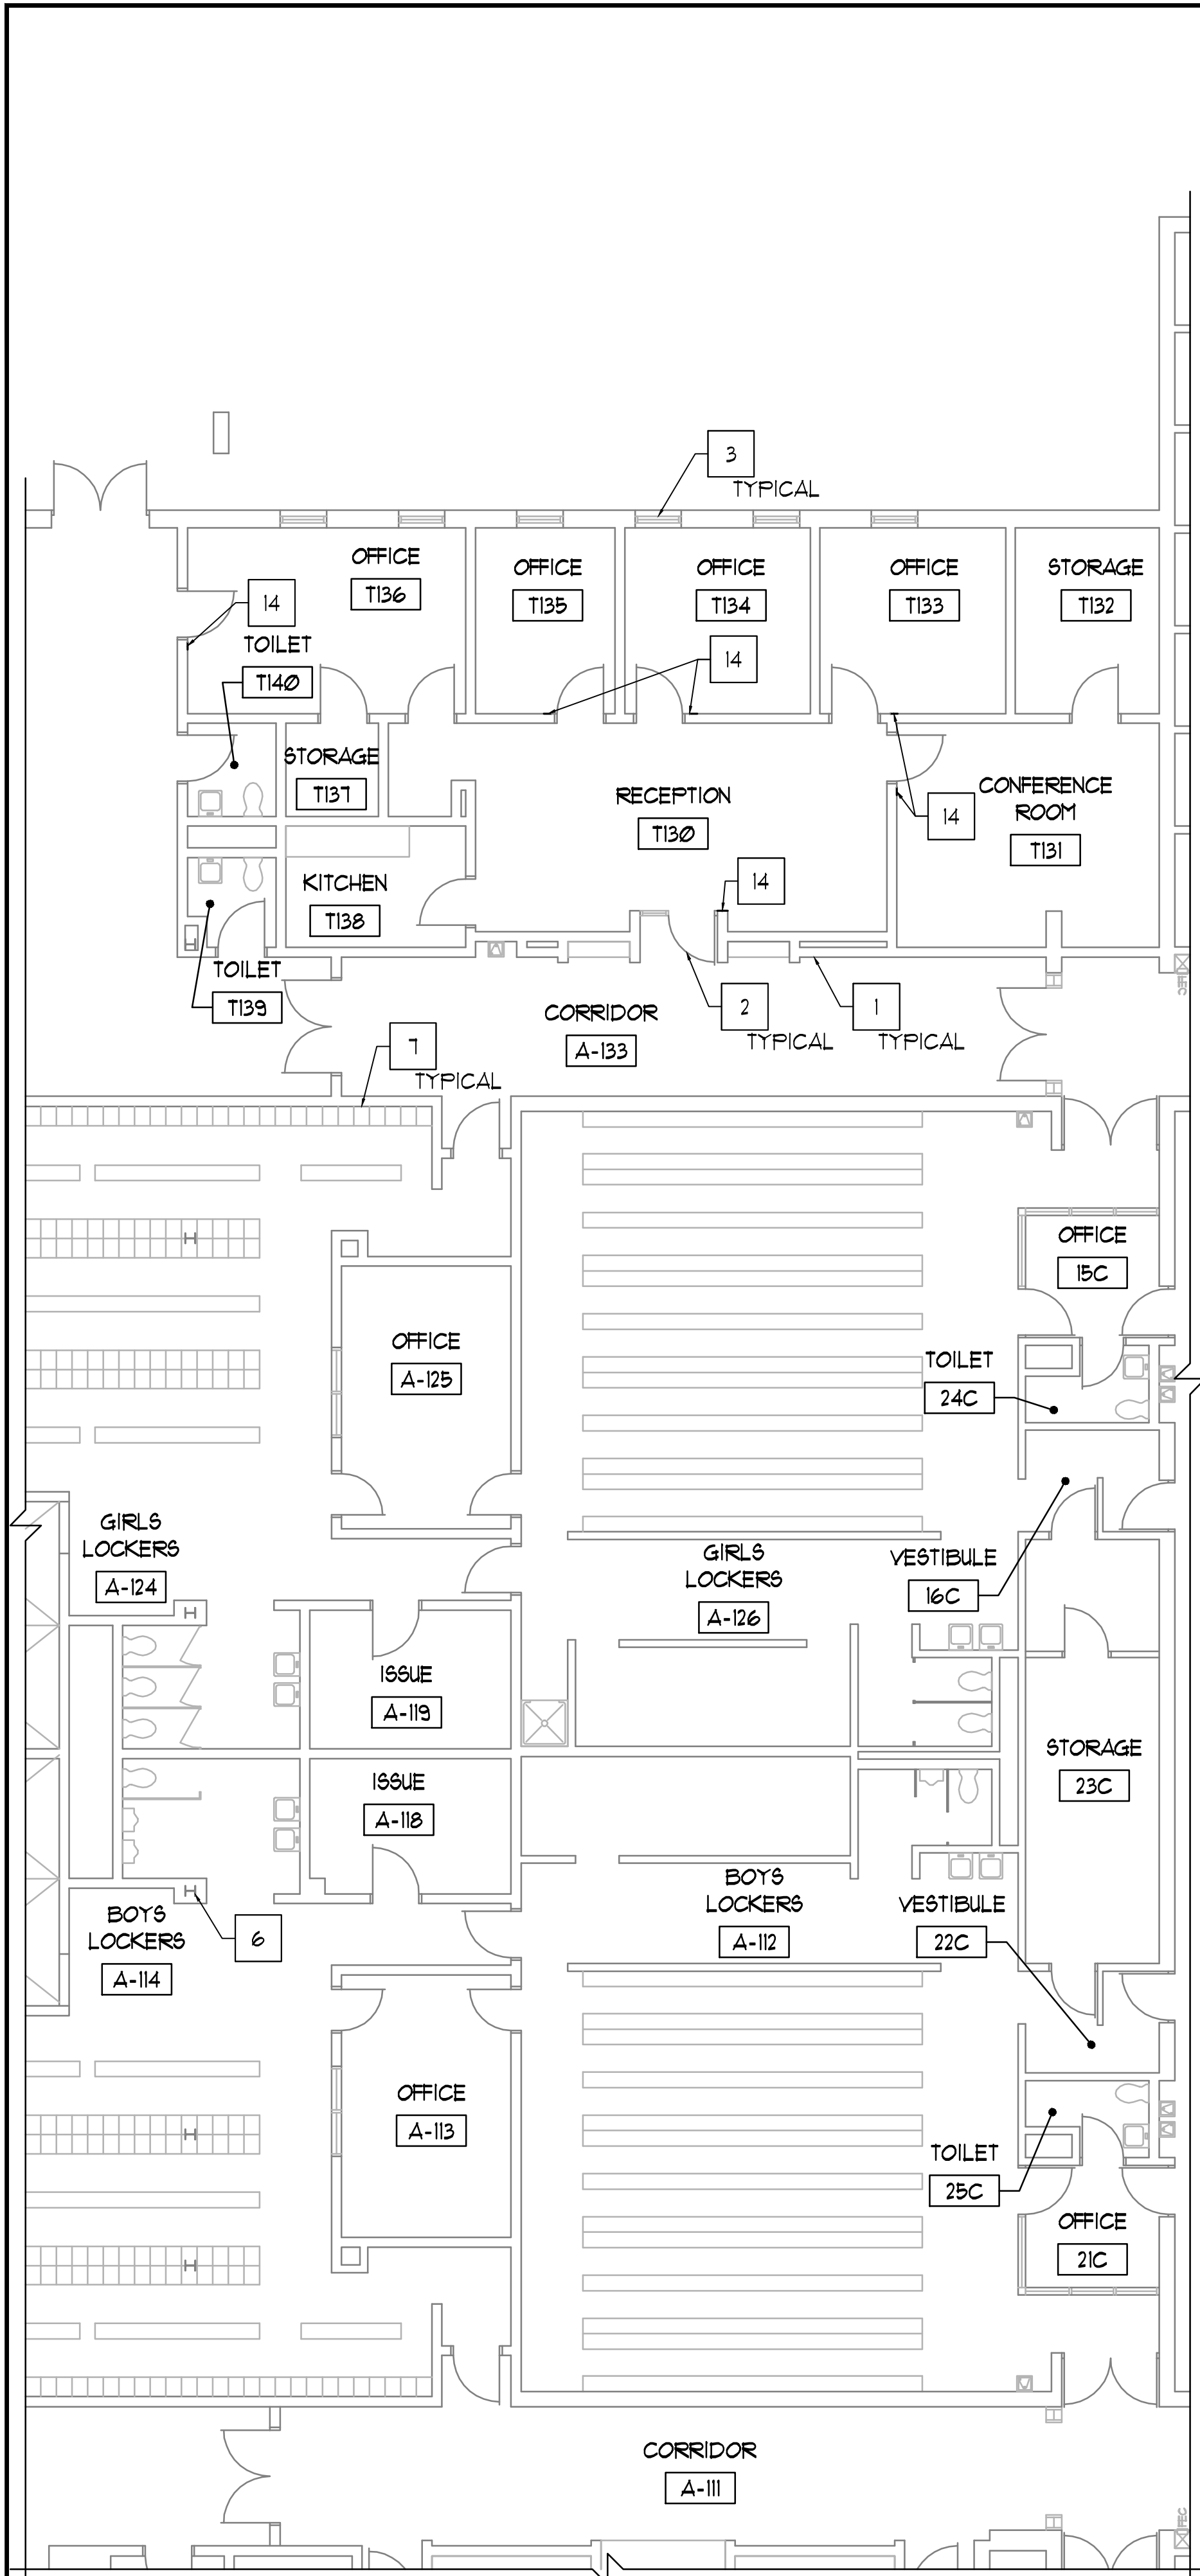 3
TYPICAL
OFFICE
T136
OFFICE
T135
OFFICE
T134
OFFICE
T133
STORAGE
T132
14
TOILET
T140
14
STORAGE
T137
RECEPTION
T130
14
CONFERENCE
ROOM
T131
14
KITCHEN
T138
TOILET
T139
CORRIDOR
A-133
2
TYPICAL
1
TYPICAL
FEC
7
TYPICAL
OFFICE
15C
OFFICE
A-125
TOILET
24C
GIRLS
LOCKERS
A-124
GIRLS
LOCKERS
A-126
VESTIBULE
16C
ISSUE
A-119
STORAGE
23C
ISSUE
A-118
BOYS
LOCKERS
A-114
6
BOYS
LOCKERS
A-112
VESTIBULE
22C
OFFICE
A-113
TOILET
25C
OFFICE
21C
CORRIDOR
A-111
FEC